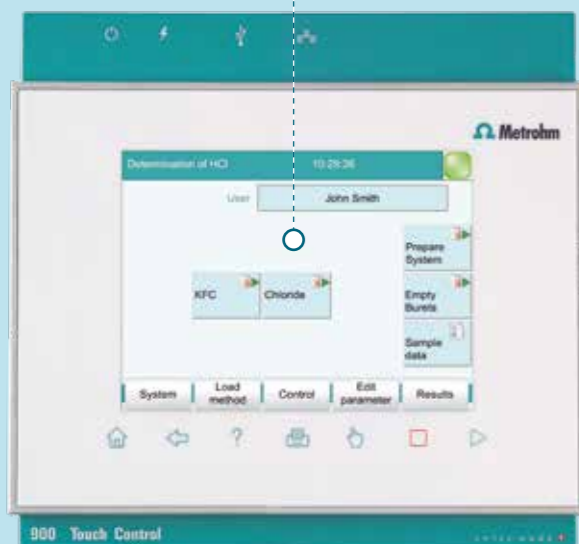 Metrohm
Determination of HCl 10:29:36
User John Smith
Prepare
System
KFC Chloride
Empty
Burets
Sample
data
System Load
method Control Edit
parameter Results
?
900 Touch Control